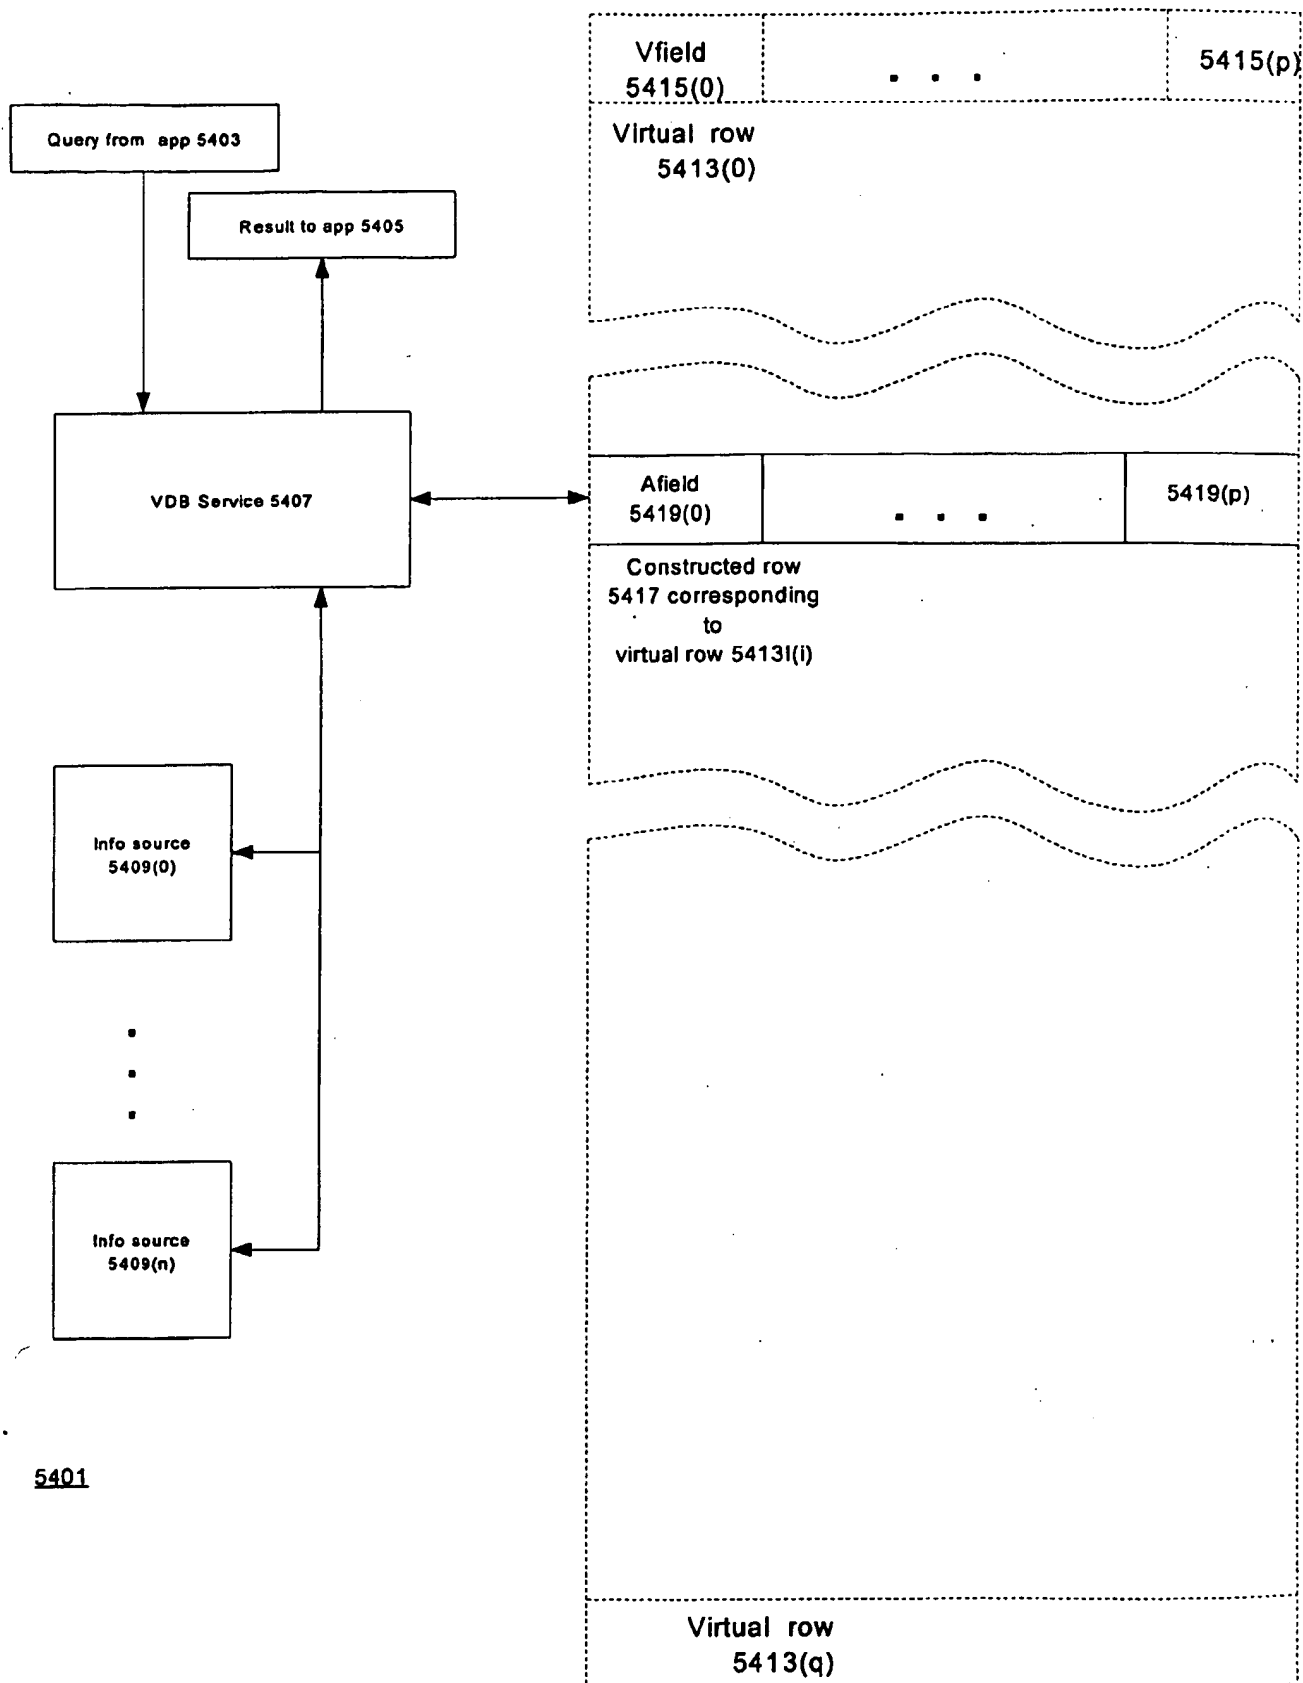 Vfield
5415(0)
. . .
5415(p)
Virtual row
5413(0)
Query from app 5403
Result to app 5405
VDB Service 5407
Afield
5419(0)
. . .
5419(p)
Constructed row
5417 corresponding
to
virtual row 5413I(i)
Info source
5409(0)
Info source
5409(n)
5401
Virtual row
5413(q)